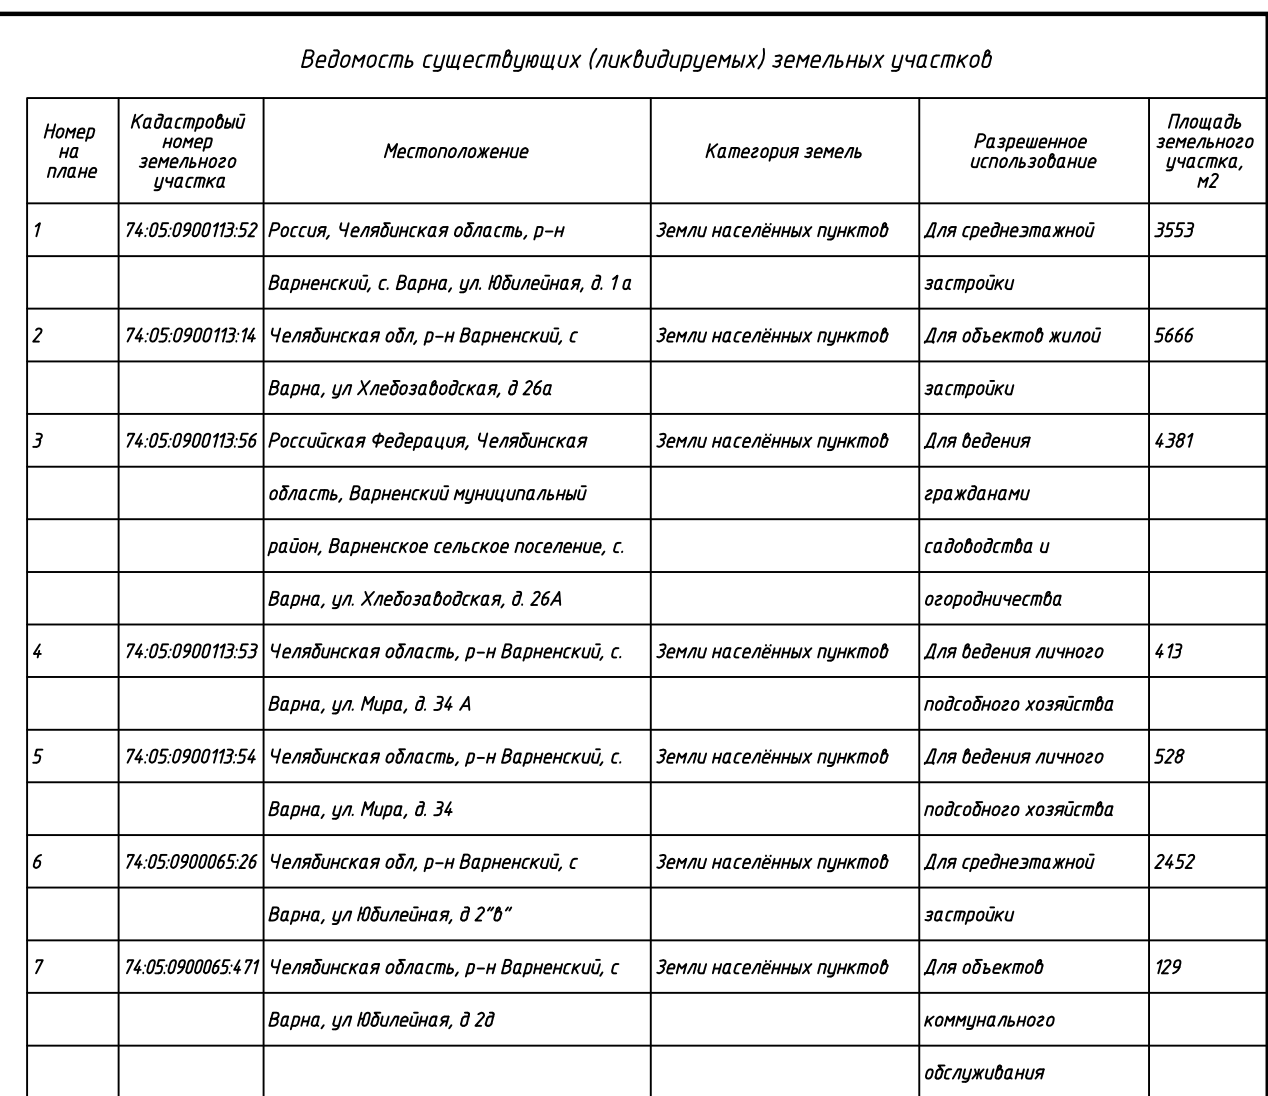 Ведомость существующих (ликвидируемых) земельных участков
Номер на плане | Кадастровый номер земельного участка | Местоположение | Категория земель | Разрешенное использование | Площадь земельного участка, м2
1 | 74:05:0900113:52 | Россия, Челябинская область, р-н | Земли населённых пунктов | Для среднеэтажной | 3553
Варненский, с. Варна, ул. Юбилейная, д. 1 а | застройки
2 | 74:05:0900113:14 | Челябинская обл, р-н Варненский, с | Земли населённых пунктов | Для объектов жилой | 5666
Варна, ул Хлебозаводская, д 26а | застройки
3 | 74:05:0900113:56 | Российская Федерация, Челябинская | Земли населённых пунктов | Для ведения | 4381
область, Варненский муниципальный | гражданами
район, Варненское сельское поселение, с. | садоводства и
Варна, ул. Хлебозаводская, д. 26А | огородничества
4 | 74:05:0900113:53 | Челябинская область, р-н Варненский, с. | Земли населённых пунктов | Для ведения личного | 413
Варна, ул. Мира, д. 34 А | подсобного хозяйства
5 | 74:05:0900113:54 | Челябинская область, р-н Варненский, с. | Земли населённых пунктов | Для ведения личного | 528
Варна, ул. Мира, д. 34 | подсобного хозяйства
6 | 74:05:0900065:26 | Челябинская обл, р-н Варненский, с | Земли населённых пунктов | Для среднеэтажной | 2452
Варна, ул Юбилейная, д 2"в" | застройки
7 | 74:05:0900065:471 | Челябинская область, р-н Варненский, с | Земли населённых пунктов | Для объектов | 129
Варна, ул Юбилейная, д 2д | коммунального
обслуживания